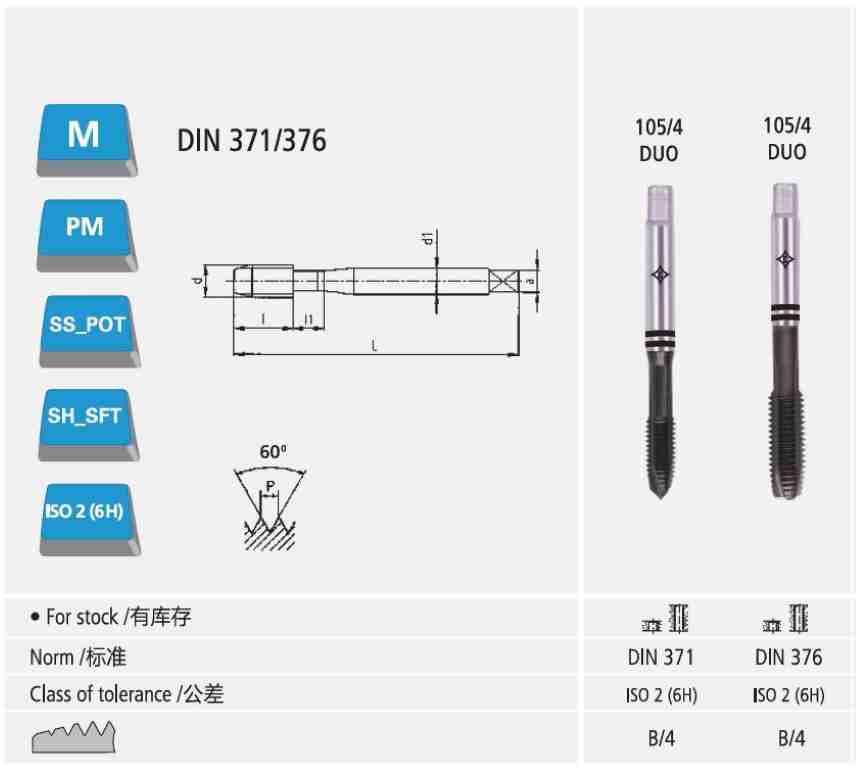 M
DIN 371/376
105/4
DUO
105/4
DUO
PM
SS_POT
SH_SFT
ISO 2 (6H)
d
d1
a
l
l1
L
60°
P
• For stock /有库存
Norm /标准
DIN 371
DIN 376
Class of tolerance /公差
ISO 2 (6H)
ISO 2 (6H)
B/4
B/4